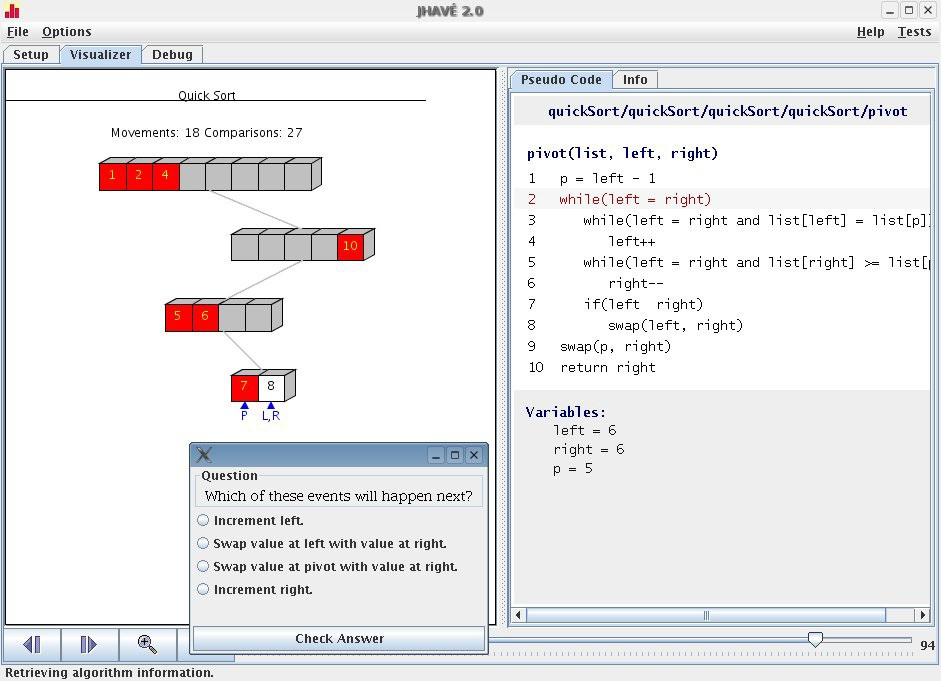 JHAVÉ 2.0
File Options Help Tests
Setup Visualizer Debug
Quick Sort
Movements: 18 Comparisons: 27
1 2 4
10
5 6
7 8
P L,R
Pseudo Code Info
quickSort/quickSort/quickSort/quickSort/pivot
pivot(list, left, right)
1 p = left - 1
2 while(left = right)
3 while(left = right and list[left] = list[p]
4 left++
5 while(left = right and list[right] >= list[p
6 right--
7 if(left right)
8 swap(left, right)
9 swap(p, right)
10 return right
Variables:
left = 6
right = 6
p = 5
Question
Which of these events will happen next?
Increment left.
Swap value at left with value at right.
Swap value at pivot with value at right.
Increment right.
Check Answer
94
Retrieving algorithm information.